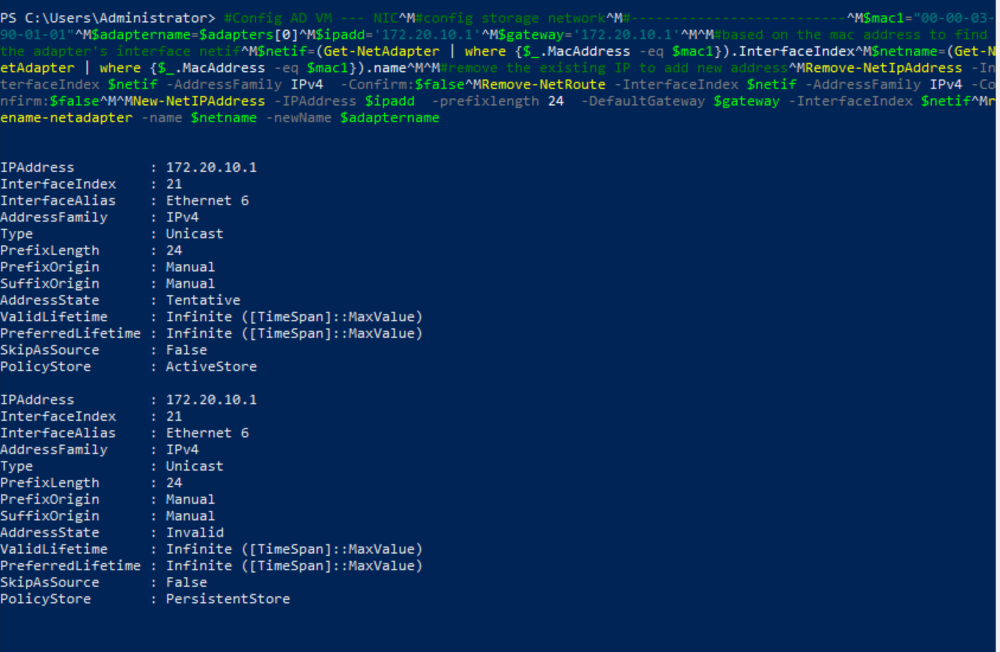 PS C:\Users\Administrator> #Config AD VM --- NIC^M#config storage network^M#--------------------------^M$mac1="00-00-03-
90-01-01"^M$adaptername=$adapters[0]^M$ipadd='172.20.10.1'^M$gateway='172.20.10.1'^M^M#based on the mac address to find
the adapter's interface netif^M$netif=(Get-NetAdapter | where {$_.MacAddress -eq $mac1}).InterfaceIndex^M$netname=(Get-N
etAdapter | where {$_.MacAddress -eq $mac1}).name^M^M#remove the existing IP to add new address^MRemove-NetIpAddress -In
terfaceIndex $netif -AddressFamily IPv4  -Confirm:$false^MRemove-NetRoute -InterfaceIndex $netif -AddressFamily IPv4 -Co
nfirm:$false^M^MNew-NetIPAddress -IPAddress $ipadd  -prefixlength 24  -DefaultGateway $gateway -InterfaceIndex $netif^Mr
ename-netadapter -name $netname -newName $adaptername
IPAddress         : 172.20.10.1
InterfaceIndex    : 21
InterfaceAlias    : Ethernet 6
AddressFamily     : IPv4
Type              : Unicast
PrefixLength      : 24
PrefixOrigin      : Manual
SuffixOrigin      : Manual
AddressState      : Tentative
ValidLifetime     : Infinite ([TimeSpan]::MaxValue)
PreferredLifetime : Infinite ([TimeSpan]::MaxValue)
SkipAsSource      : False
PolicyStore       : ActiveStore
IPAddress         : 172.20.10.1
InterfaceIndex    : 21
InterfaceAlias    : Ethernet 6
AddressFamily     : IPv4
Type              : Unicast
PrefixLength      : 24
PrefixOrigin      : Manual
SuffixOrigin      : Manual
AddressState      : Invalid
ValidLifetime     : Infinite ([TimeSpan]::MaxValue)
PreferredLifetime : Infinite ([TimeSpan]::MaxValue)
SkipAsSource      : False
PolicyStore       : PersistentStore